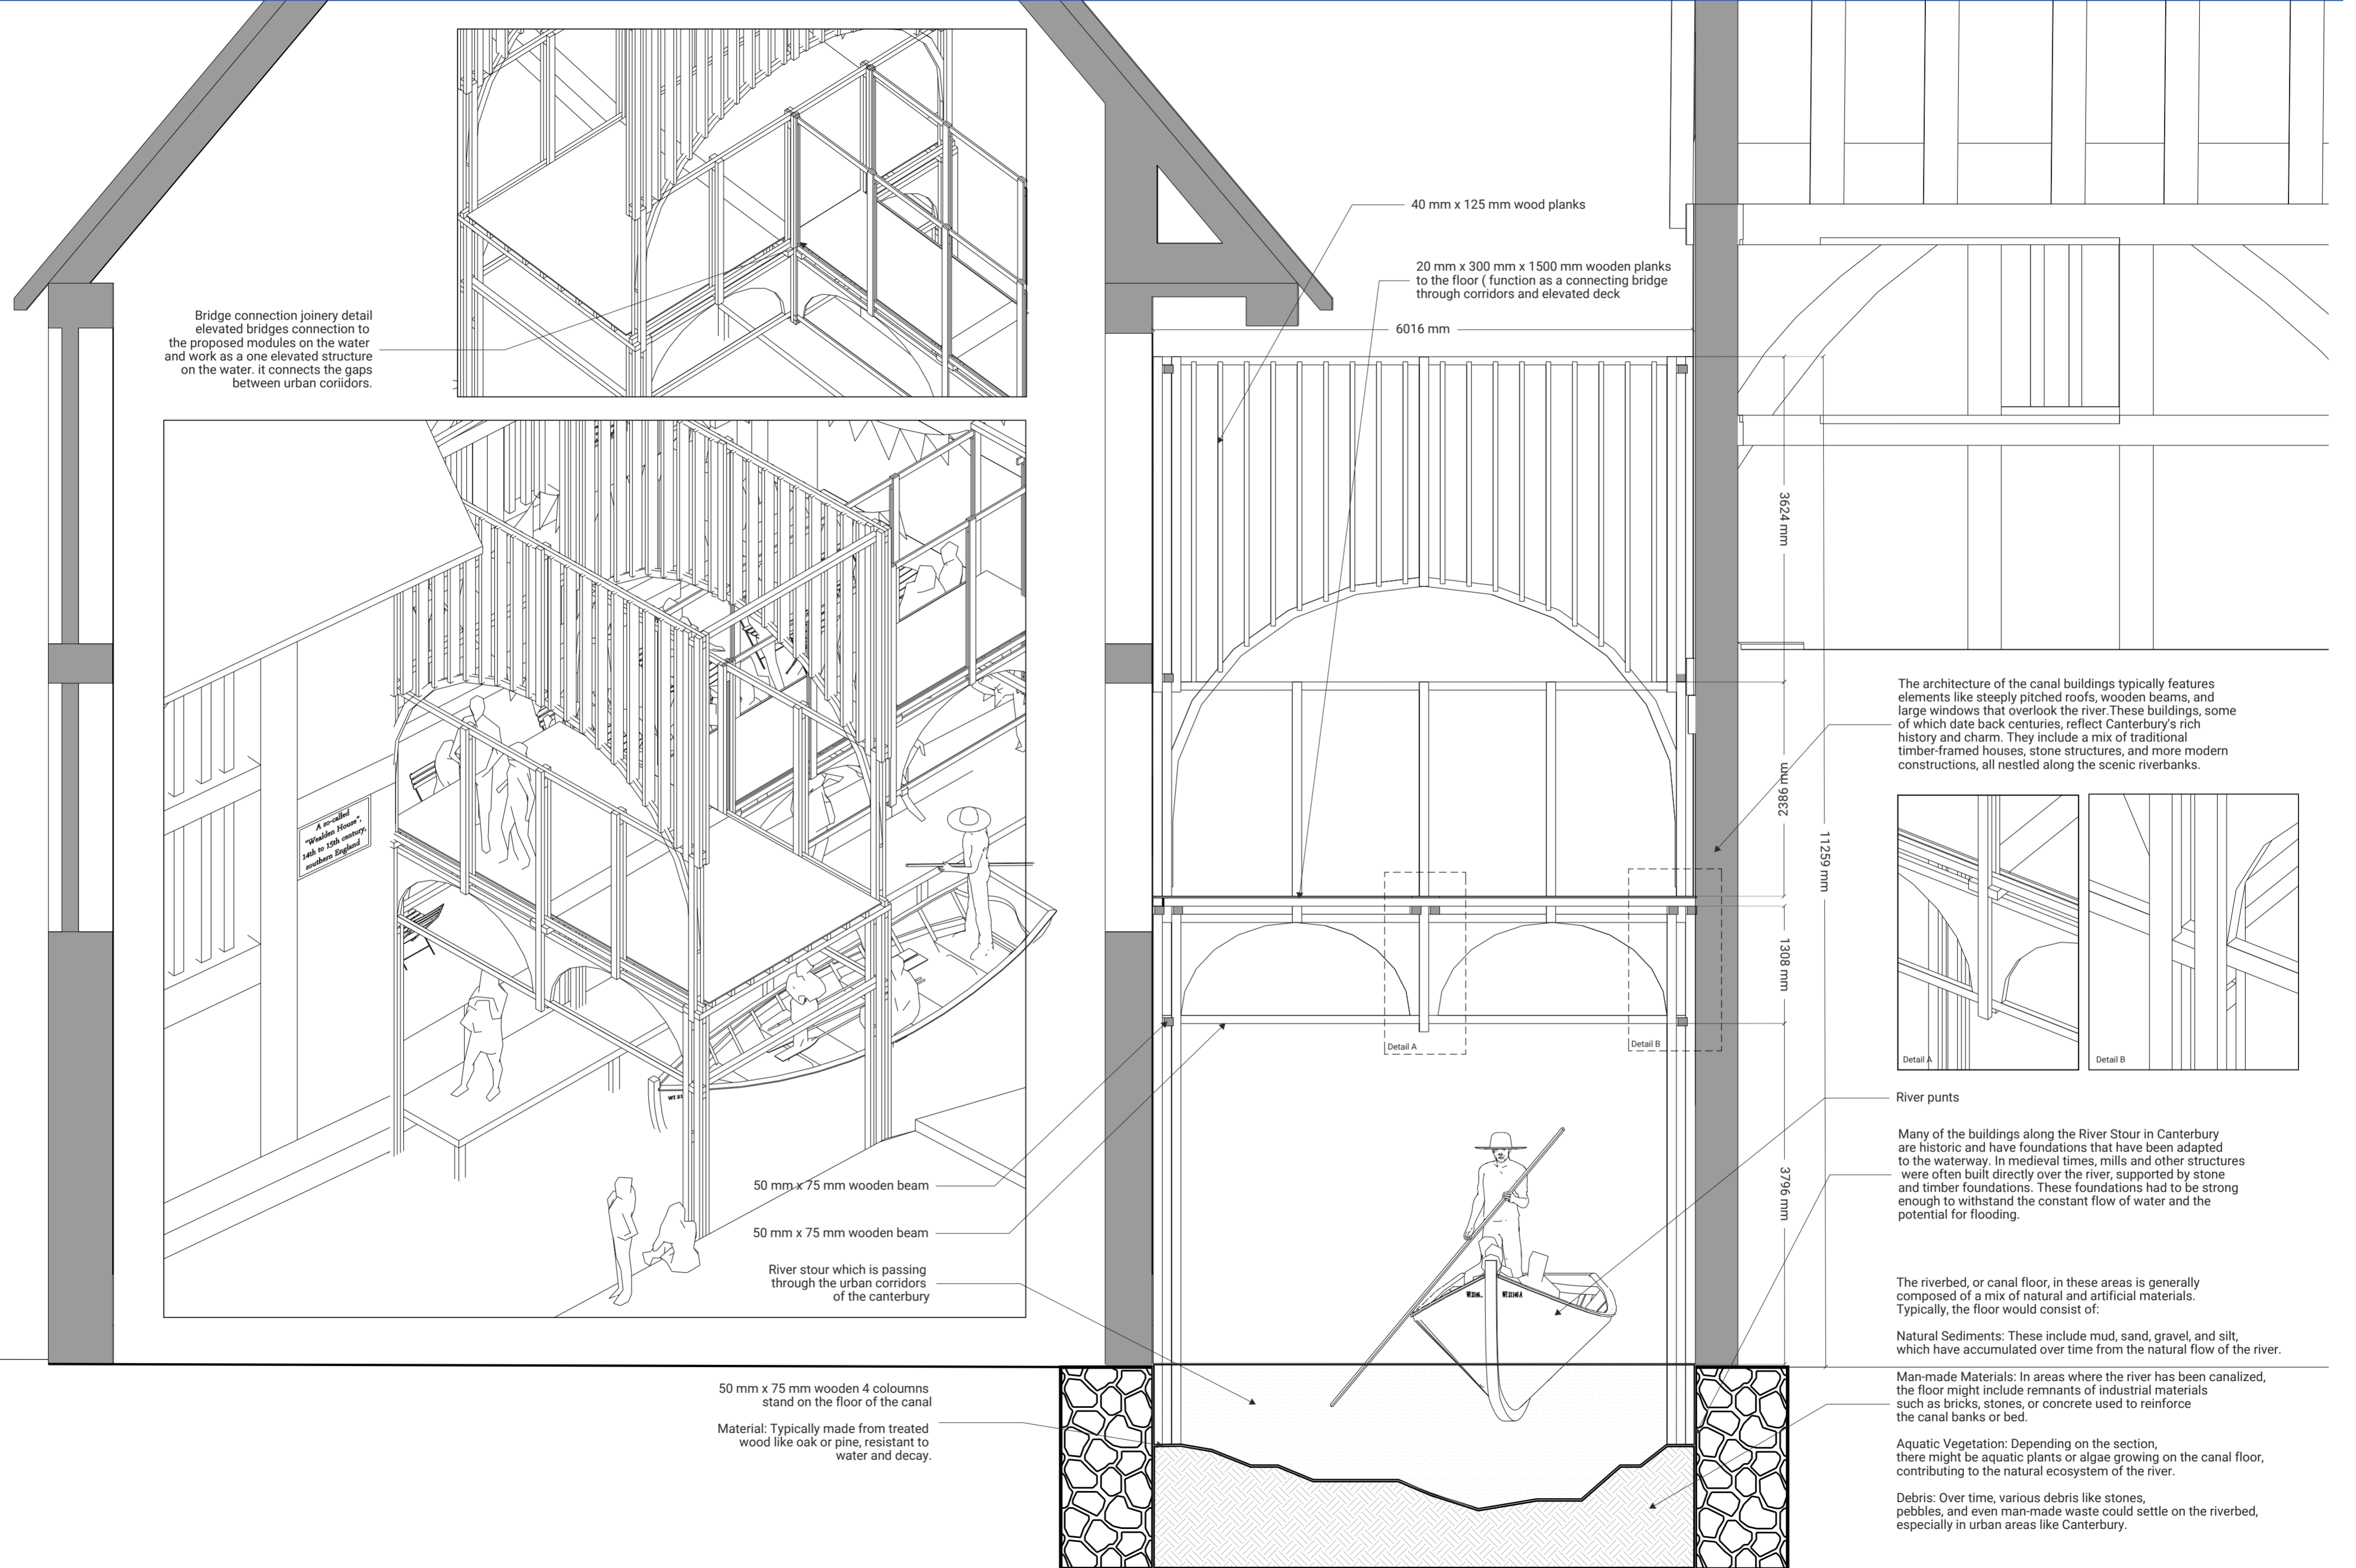 40 mm x 125 mm wood planks
20 mm x 300 mm x 1500 mm wooden planks
to the floor ( function as a connecting bridge
through corridors and elevated deck
6016 mm
Bridge connection joinery detail
elevated bridges connection to
the proposed modules on the water
and work as a one elevated structure
on the water. it connects the gaps
between urban coriidors.
3624 mm
2386 mm
11259 mm
1308 mm
3796 mm
The architecture of the canal buildings typically features
elements like steeply pitched roofs, wooden beams, and
large windows that overlook the river.These buildings, some
of which date back centuries, reflect Canterbury's rich
history and charm. They include a mix of traditional
timber-framed houses, stone structures, and more modern
constructions, all nestled along the scenic riverbanks.
A so-called
"Wealden House",
14th to 15th century,
southern England
Detail A
Detail B
Detail A
Detail B
River punts
Many of the buildings along the River Stour in Canterbury
are historic and have foundations that have been adapted
to the waterway. In medieval times, mills and other structures
were often built directly over the river, supported by stone
and timber foundations. These foundations had to be strong
enough to withstand the constant flow of water and the
potential for flooding.
50 mm x 75 mm wooden beam
50 mm x 75 mm wooden beam
River stour which is passing
through the urban corridors
of the canterbury
The riverbed, or canal floor, in these areas is generally
composed of a mix of natural and artificial materials.
Typically, the floor would consist of:
Natural Sediments: These include mud, sand, gravel, and silt,
which have accumulated over time from the natural flow of the river.
Man-made Materials: In areas where the river has been canalized,
the floor might include remnants of industrial materials
such as bricks, stones, or concrete used to reinforce
the canal banks or bed.
Aquatic Vegetation: Depending on the section,
there might be aquatic plants or algae growing on the canal floor,
contributing to the natural ecosystem of the river.
Debris: Over time, various debris like stones,
pebbles, and even man-made waste could settle on the riverbed,
especially in urban areas like Canterbury.
50 mm x 75 mm wooden 4 coloumns
stand on the floor of the canal
Material: Typically made from treated
wood like oak or pine, resistant to
water and decay.